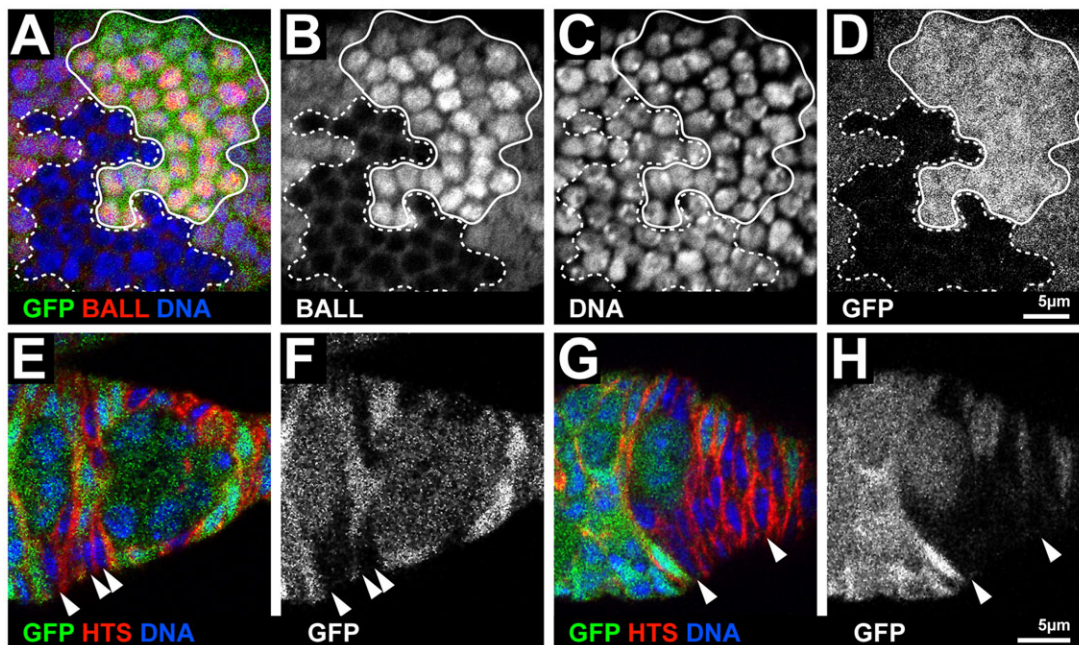 A B C D
GFP BALL DNA BALL DNA GFP 5µm
E F G H
GFP HTS DNA GFP GFP HTS DNA GFP 5µm